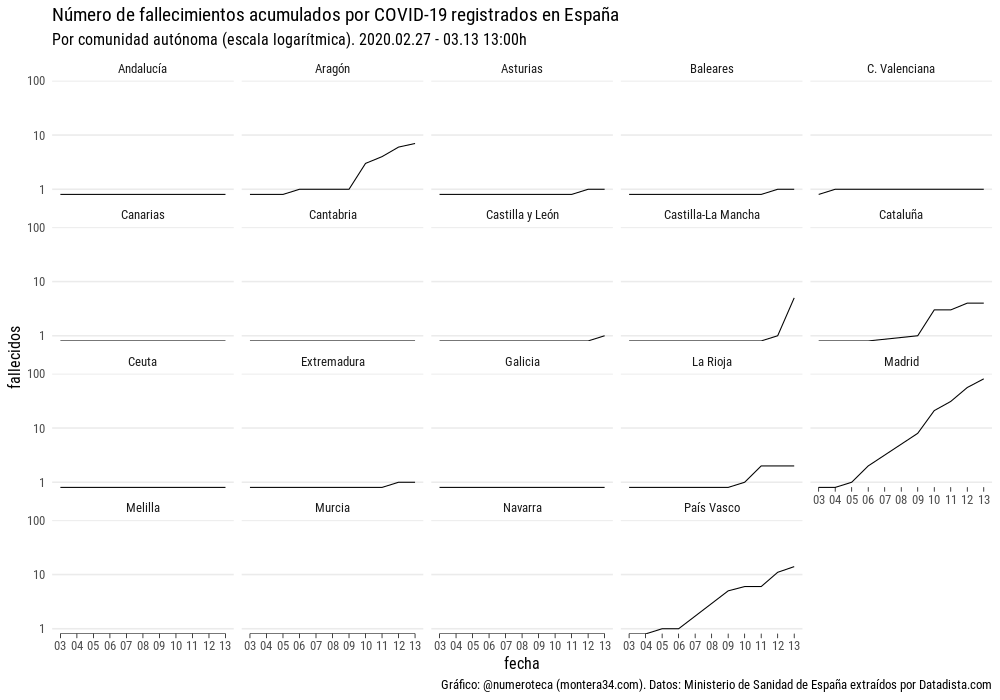 Número de fallecimientos acumulados por COVID-19 registrados en España
Por comunidad autónoma (escala logarítmica). 2020.02.27 - 03.13 13:00h
Andalucía Aragón Asturias Baleares C. Valenciana
100
10
1
Canarias Cantabria Castilla y León Castilla-La Mancha Cataluña
100
10
1
fallecidos
Ceuta Extremadura Galicia La Rioja Madrid
100
10
1
03 04 05 06 07 08 09 10 11 12 13
Melilla Murcia Navarra País Vasco
100
10
1
03 04 05 06 07 08 09 10 11 12 13 03 04 05 06 07 08 09 10 11 12 13 03 04 05 06 07 08 09 10 11 12 13 03 04 05 06 07 08 09 10 11 12 13
fecha
Gráfico: @numeroteca (montera34.com). Datos: Ministerio de Sanidad de España extraídos por Datadista.com